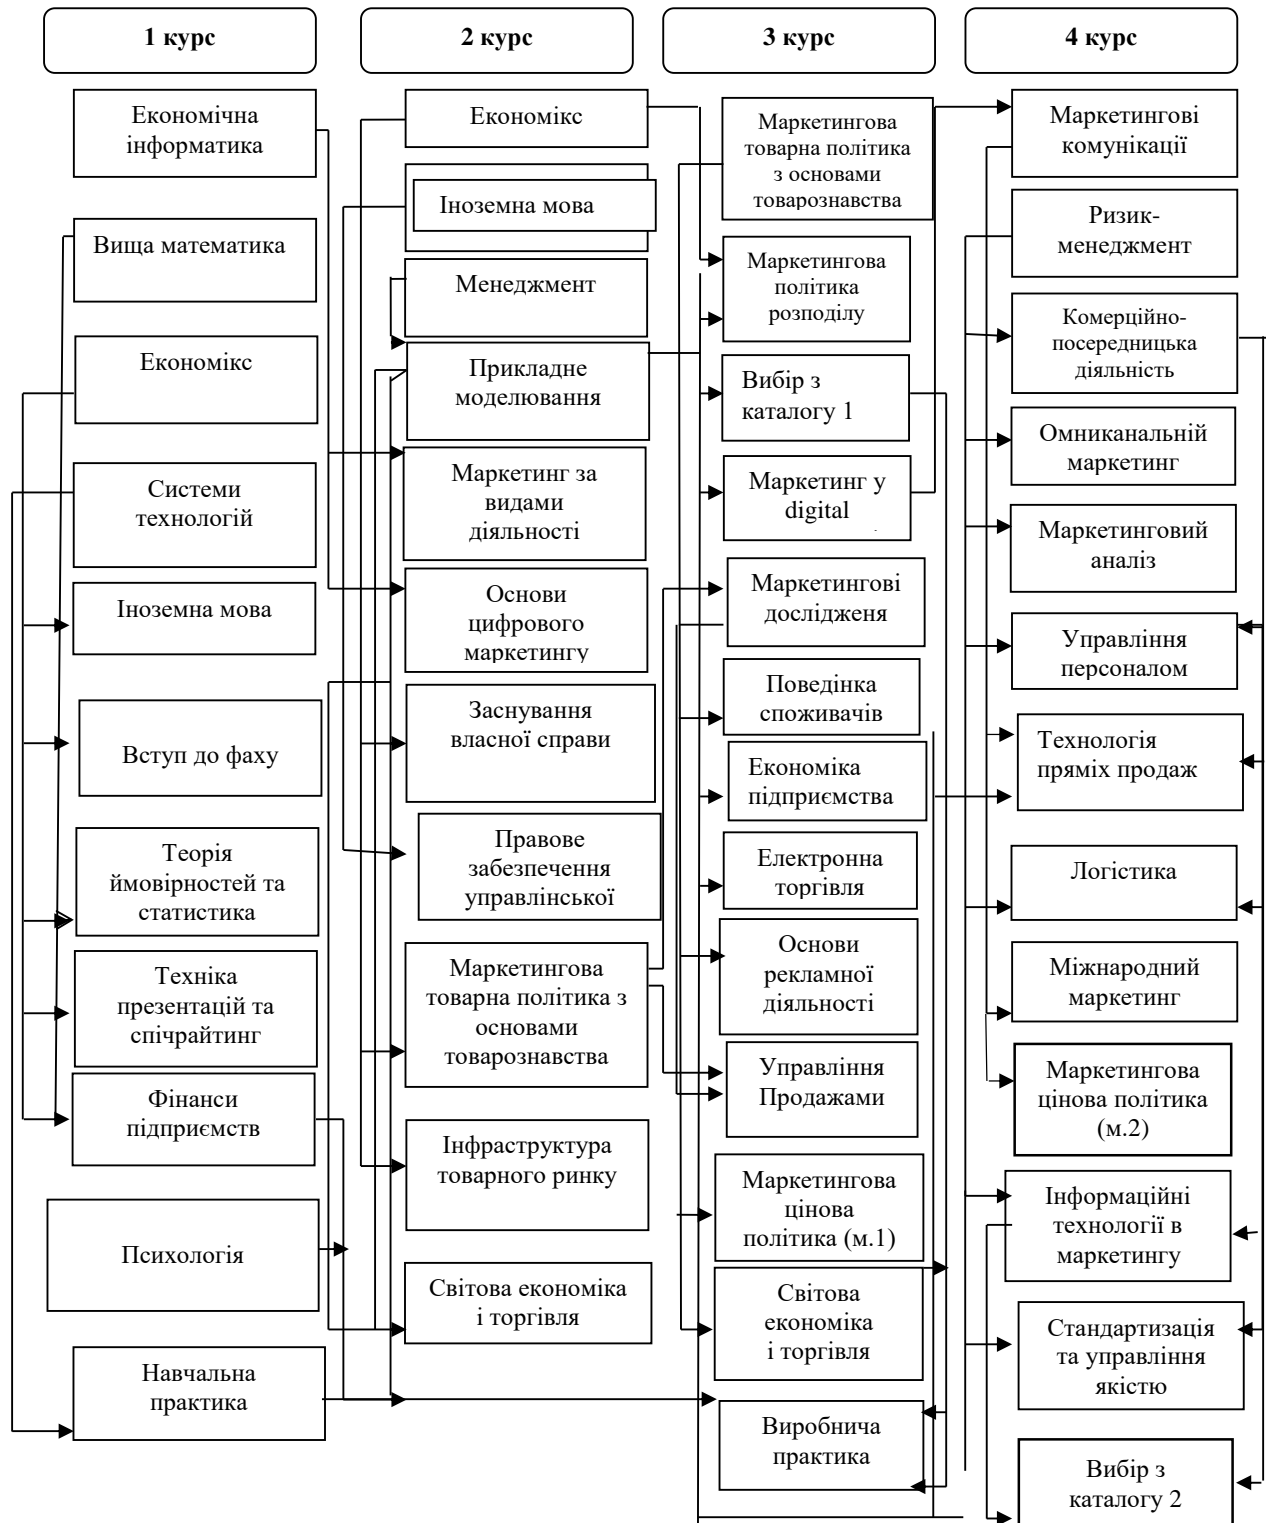 1 курс
2 курс
3 курс
4 курс
Економічна
інформатика
Вища математика
Економікс
Системи
технологій
Іноземна мова
Вступ до фаху
Теорія
ймовірностей та
статистика
Техніка
презентацій та
спічрайтинг
Фінанси
підприємств
Психологія
Навчальна
практика
Економікс
Іноземна мова
Менеджмент
Прикладне
моделювання
Маркетинг за
видами
діяльності
Основи
цифрового
маркетингу
Заснування
власної справи
Правове
забезпечення
управлінської
Маркетингова
товарна політика з
основами
товарознавства
Інфраструктура
товарного ринку
Світова економіка
і торгівля
Маркетингова
товарна політика
з основами
товарознавства
Маркетингова
політика
розподілу
Вибір з
каталогу 1
Маркетинг у
digital
Маркетингові
дослідженя
Поведінка
споживачів
Економіка
підприємства
Електронна
торгівля
Основи
рекламної
діяльності
Управління
Продажами
Маркетингова
цінова
політика (м.1)
Світова
економіка
і торгівля
Виробнича
практика
Маркетингові
комунікації
Ризик-
менеджмент
Комерційно-
посередницька
діяльність
Омниканальній
маркетинг
Маркетинговий
аналіз
Управління
персоналом
Технологія
пряміх продаж
Логістика
Міжнародний
маркетинг
Маркетингова
цінова політика
(м.2)
Інформаційні
технології в
маркетингу
Стандартизація
та управління
якістю
Вибір з
каталогу 2